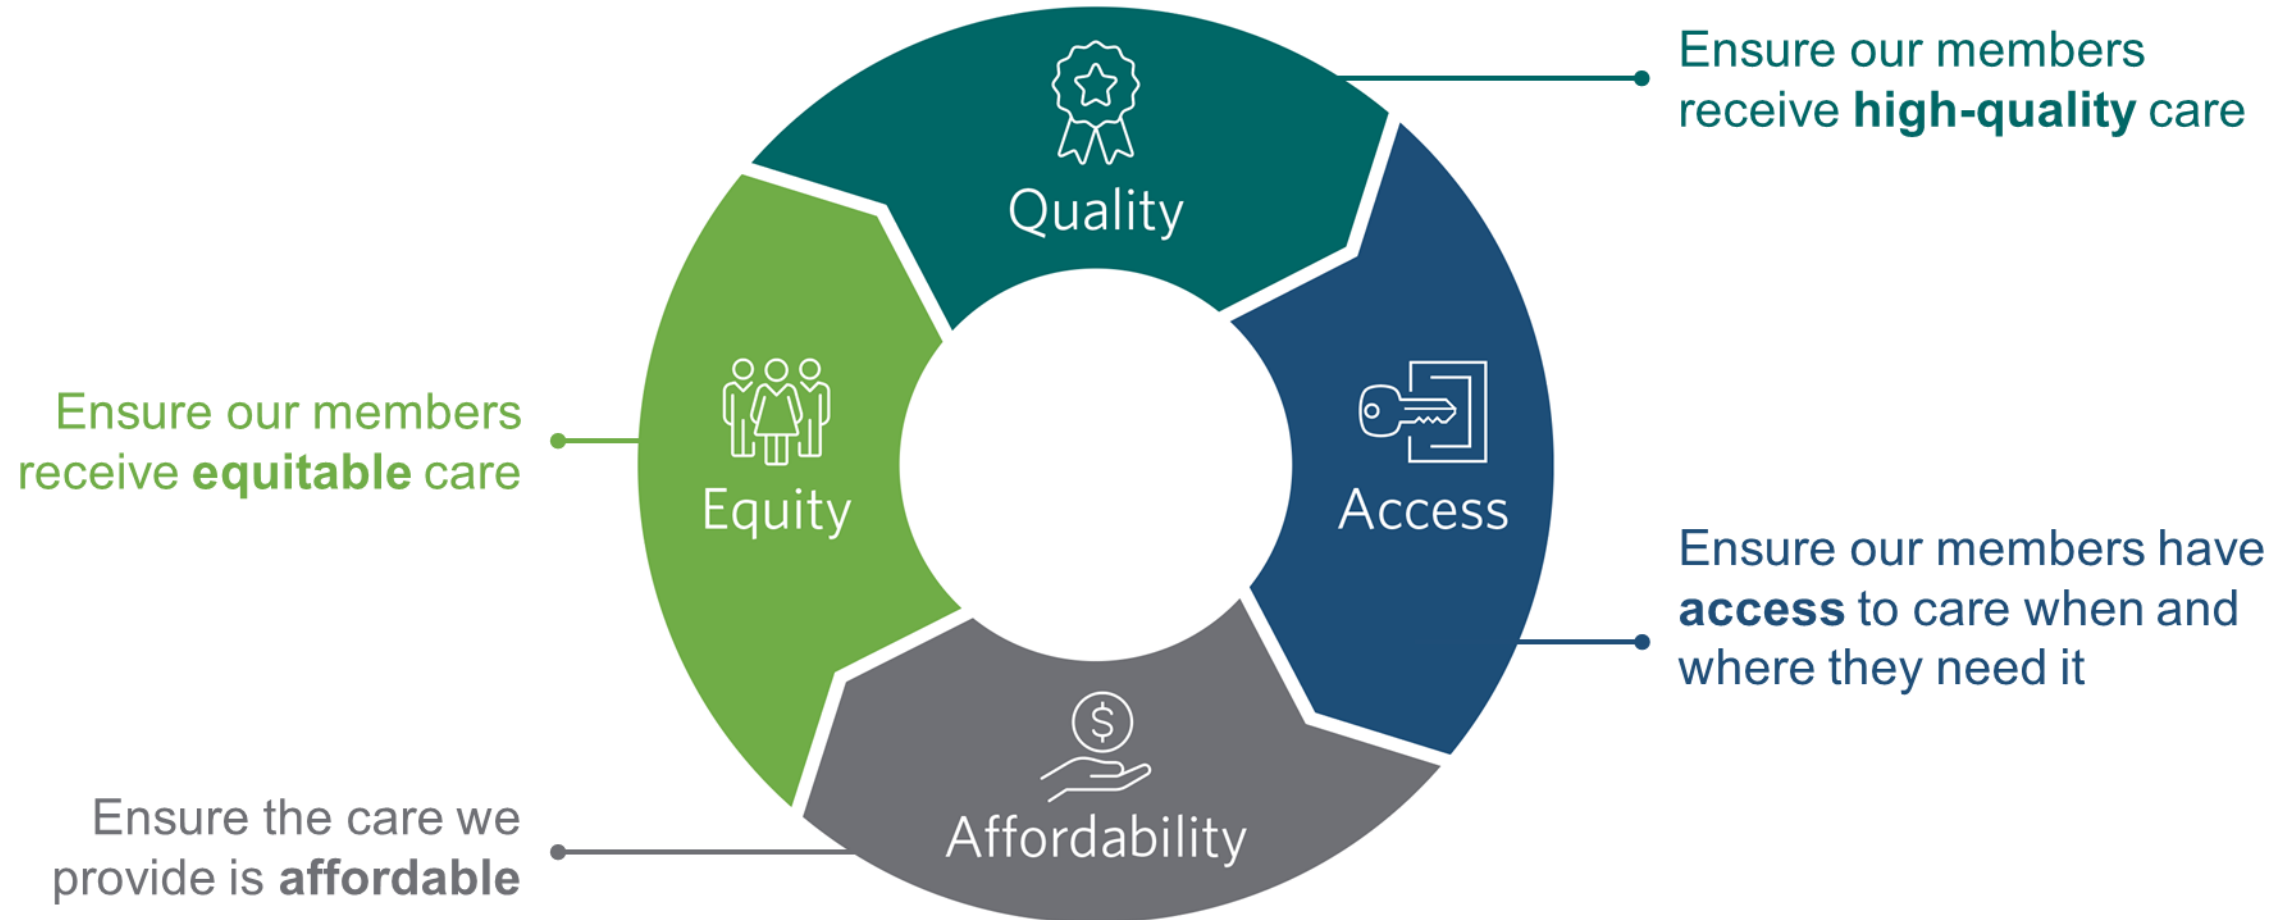 Quality
Ensure our members
receive high-quality care
Access
Ensure our members have
access to care when and
where they need it
$
Affordability
Ensure the care we
provide is affordable
Equity
Ensure our members
receive equitable care